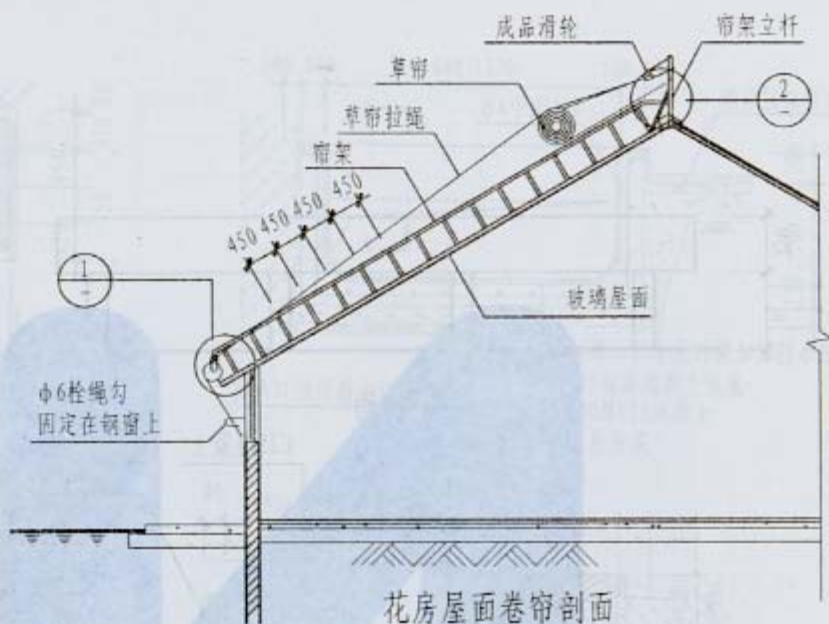 成品滑轮
帘架立杆
草帘
2
-
草帘拉绳
帘架
450 450 450 450
1
-
玻璃屋面
ф6栓绳勾
固定在钢窗上
花房屋面卷帘剖面